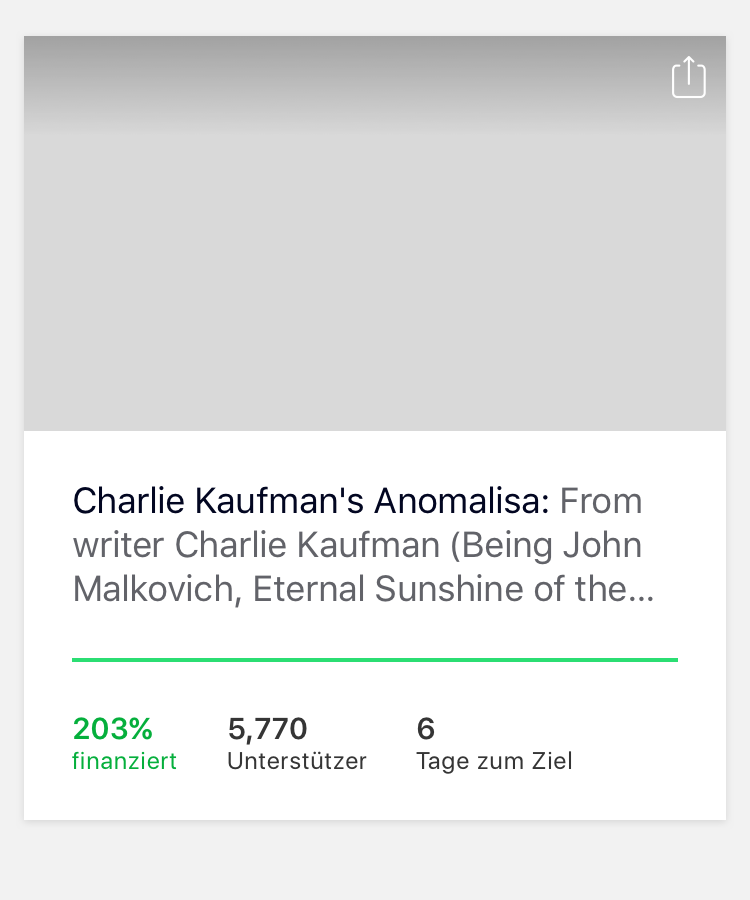 Charlie Kaufman's Anomalisa: From
writer Charlie Kaufman (Being John
Malkovich, Eternal Sunshine of the...
203%
finanziert
5,770
Unterstützer
6
Tage zum Ziel